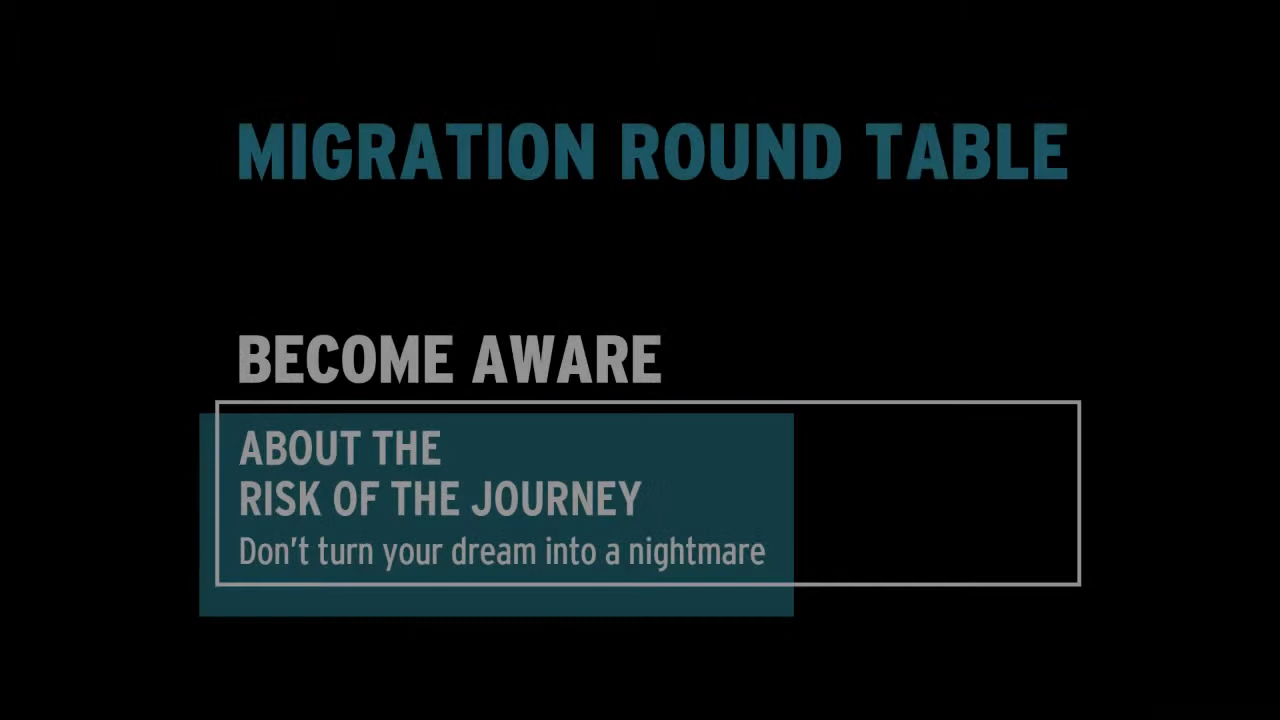 MIGRATION ROUND TABLE
BECOME AWARE
ABOUT THE
RISK OF THE JOURNEY
Don't turn your dream into a nightmare